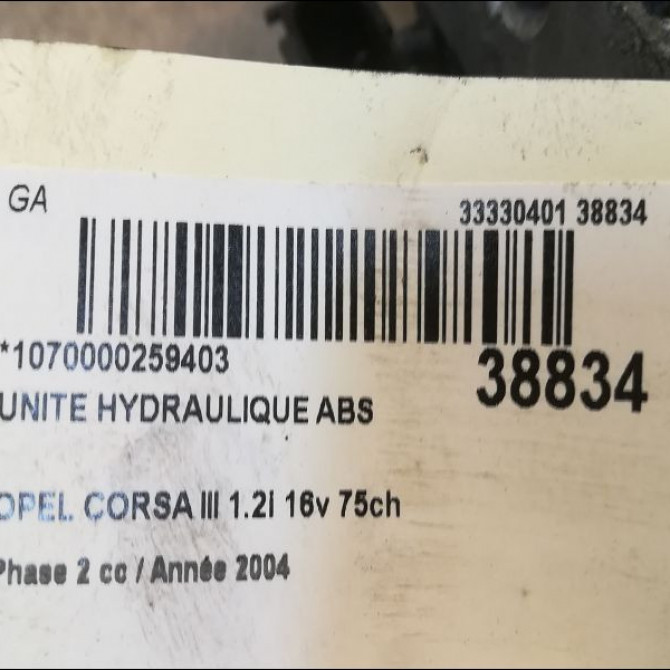 GA
33330401 38834
*1070000259403
38834
UNITE HYDRAULIQUE ABS
OPEL CORSA III 1.2i 16v 75ch
Phase 2 cc / Année 2004